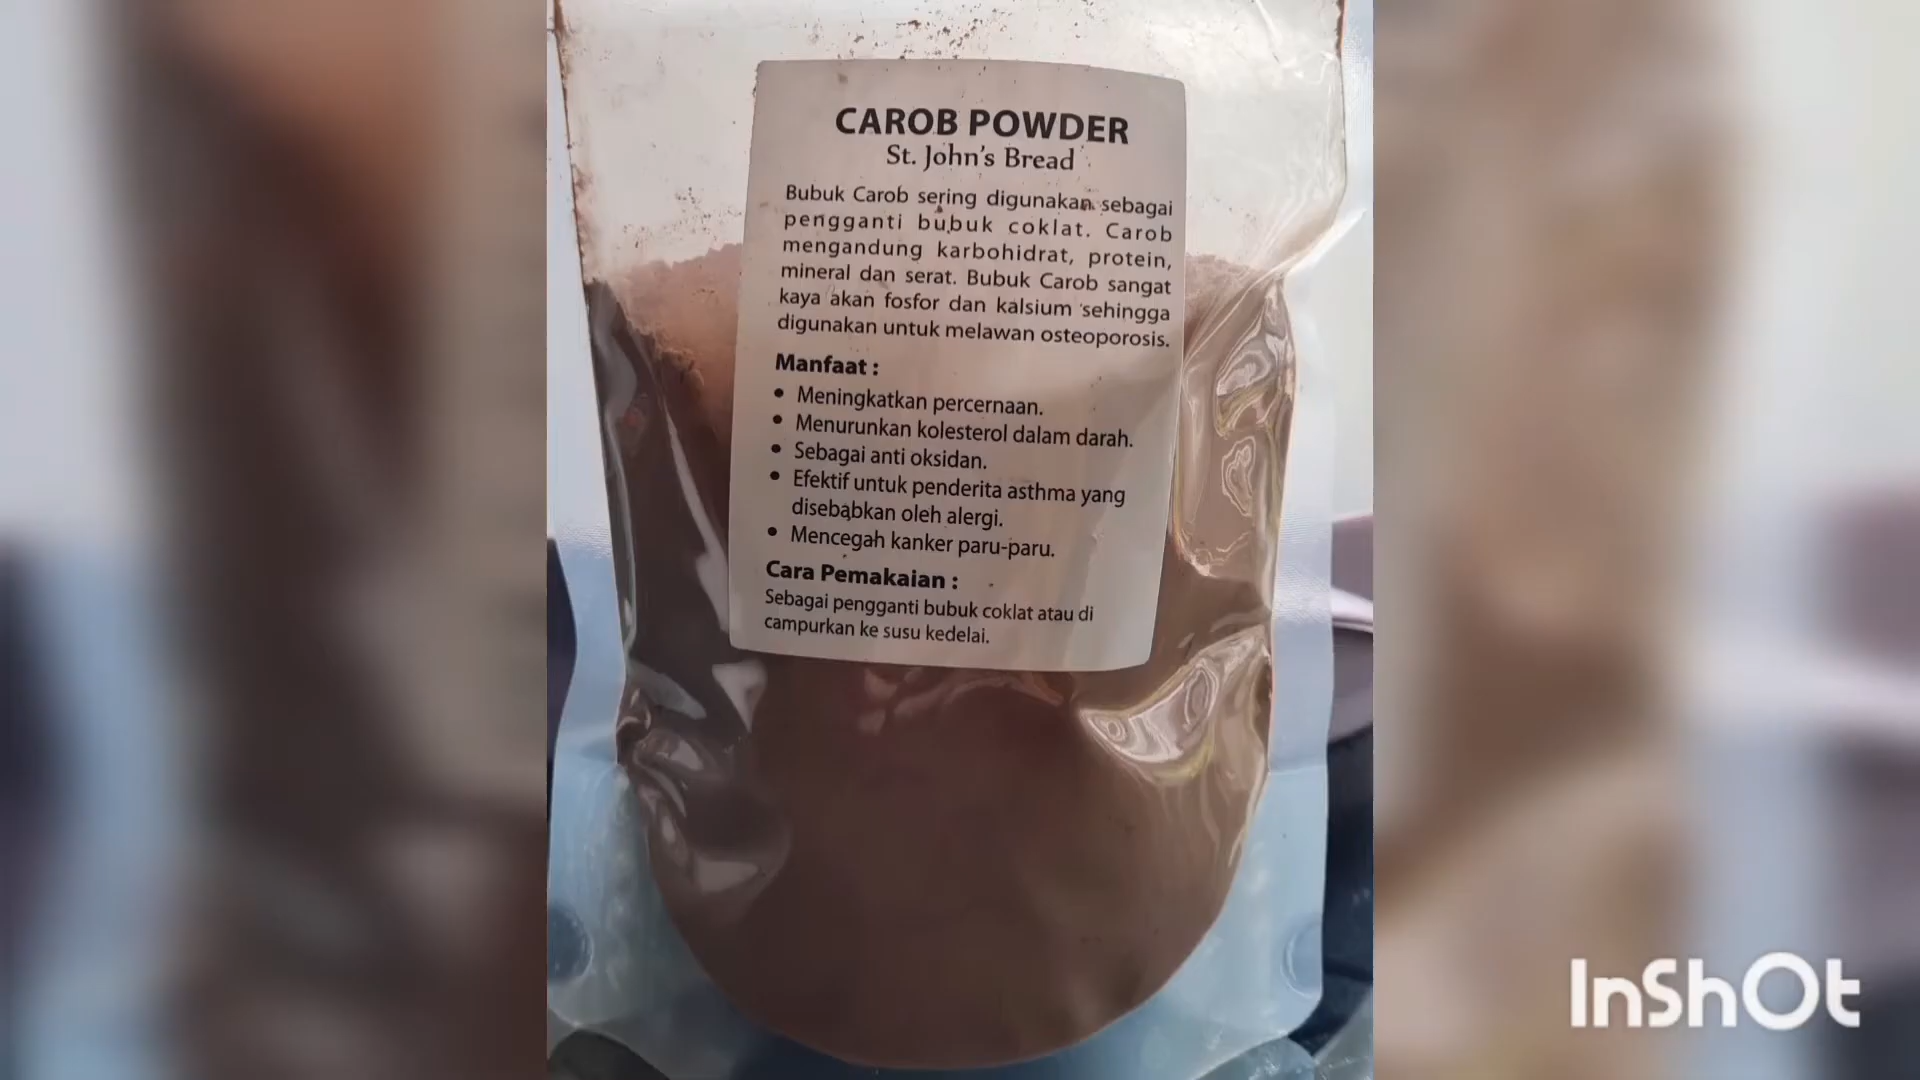 CAROB POWDER
St. John's Bread
Bubuk Carob sering digunakan sebagai
pengganti bubuk coklat. Carob
mengandung karbohidrat, protein,
mineral dan serat. Bubuk Carob sangat
kaya akan fosfor dan kalsium sehingga
digunakan untuk melawan osteoporosis.
Manfaat :
• Meningkatkan percernaan.
• Menurunkan kolesterol dalam darah.
• Sebagai anti oksidan.
• Efektif untuk penderita asthma yang
disebabkan oleh alergi.
• Mencegah kanker paru-paru.
Cara Pemakaian :
Sebagai pengganti bubuk coklat atau di
campurkan ke susu kedelai.
InShOt